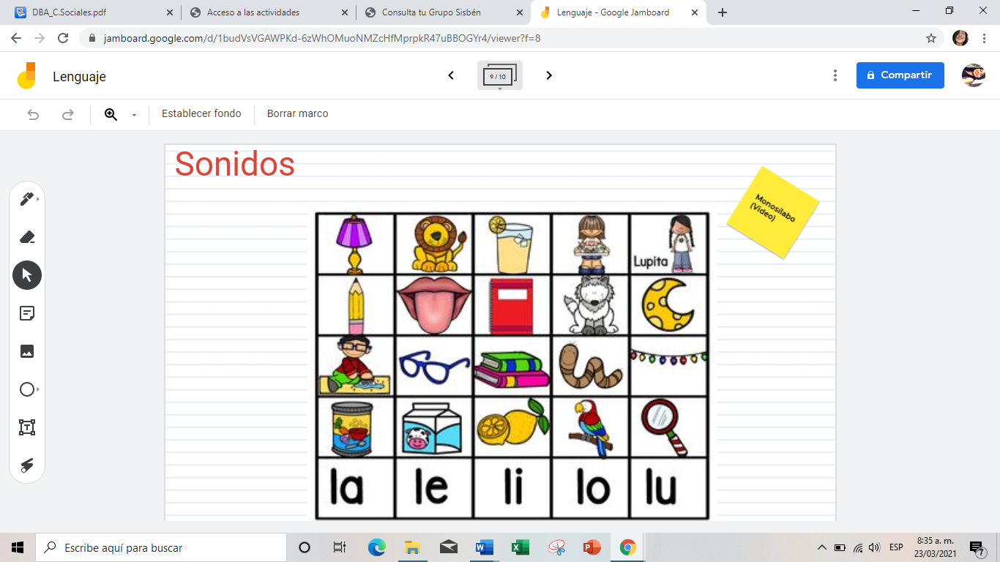 DBA_C.Sociales.pdf
Acceso a las actividades
Consulta tu Grupo Sisbén
Lenguaje - Google Jamboard
jamboard.google.com/d/1budVsVGAWPKd-6zWhOMuoNMZcHfMprpkR47uBBOGYr4/viewer?f=8
Lenguaje
9 / 10
Compartir
Establecer fondo
Borrar marco
Sonidos
Monosílabo
(Video)
Lupita
la le li lo lu
Escribe aquí para buscar
ESP
8:35 a. m.
23/03/2021
7